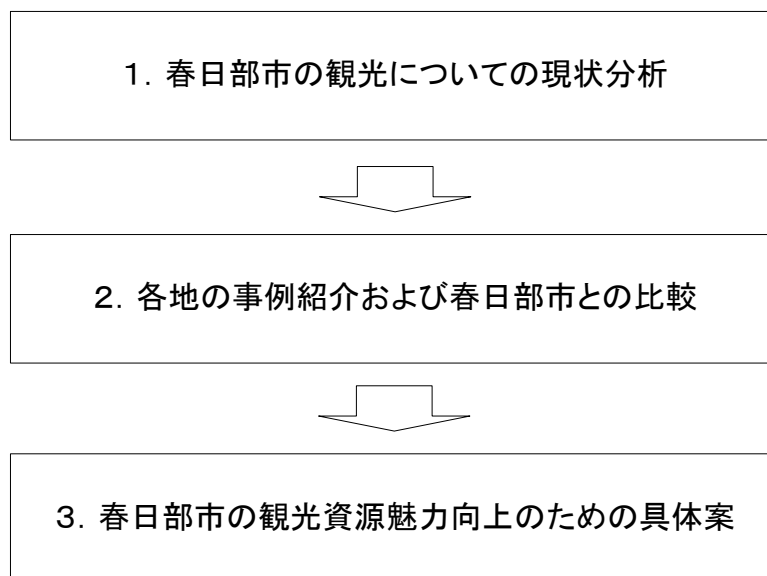 １．春日部市の観光についての現状分析
２．各地の事例紹介および春日部市との比較
３．春日部市の観光資源魅力向上のための具体案